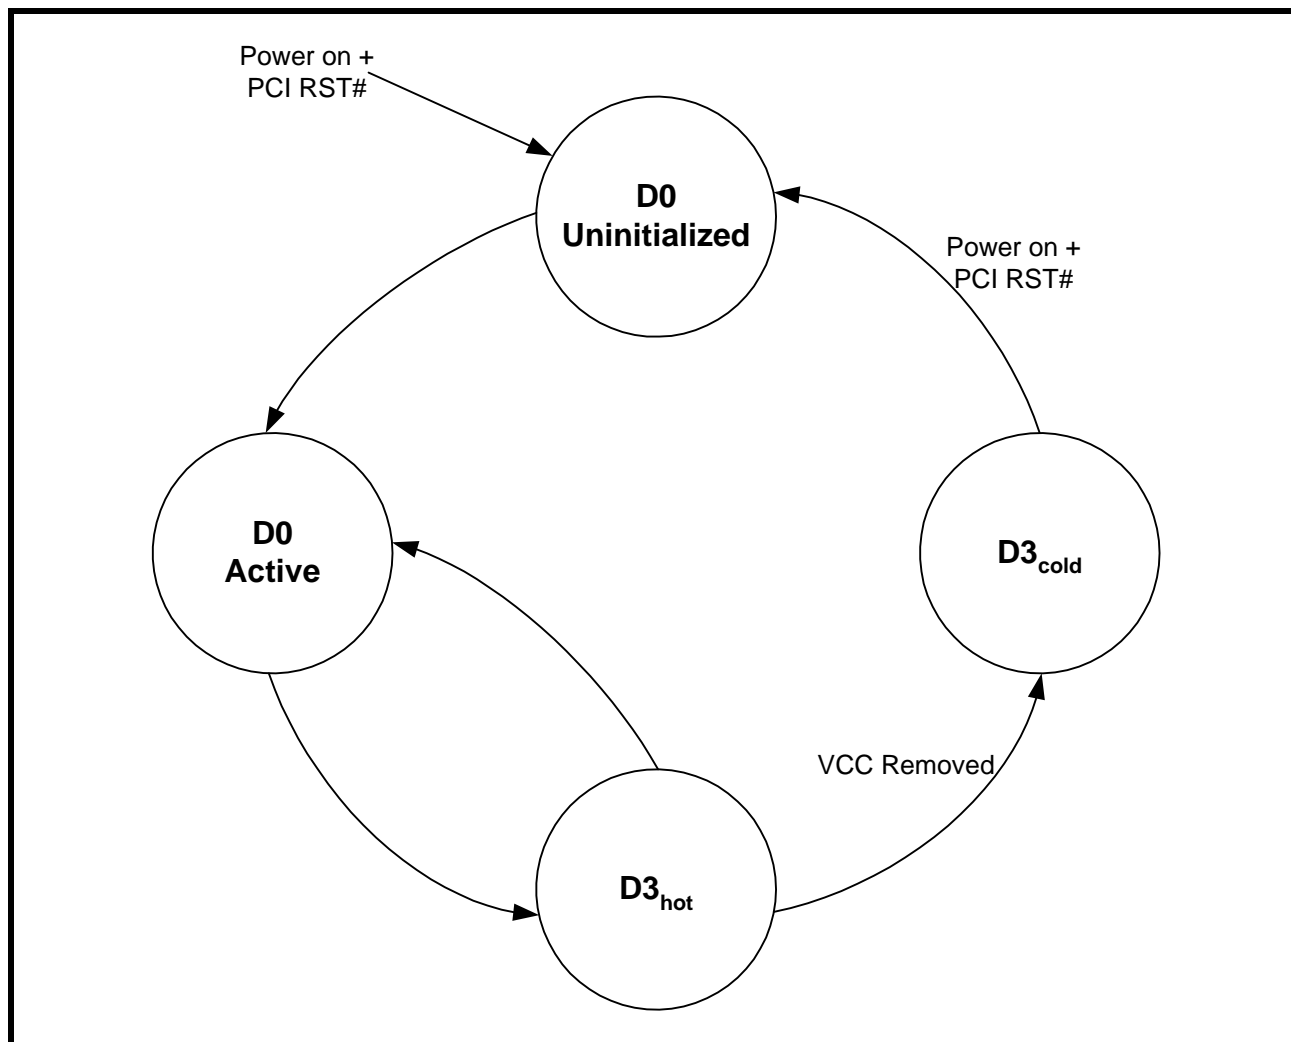 Power on +
PCI RST#
D0
Uninitialized
Power on +
PCI RST#
D0
Active
D3cold
VCC Removed
D3hot